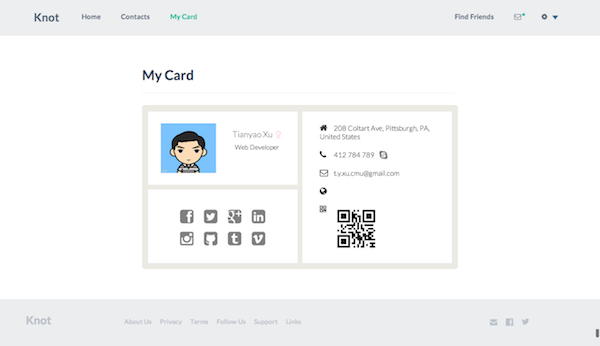 Knot
Home
Contacts
My Card
Find Friends
My Card
Tianyao Xu
Web Developer
208 Coltart Ave, Pittsburgh, PA,
United States
412 784 789
t.y.xu.cmu@gmail.com
Knot
About Us
Privacy
Terms
Follow Us
Support
Links